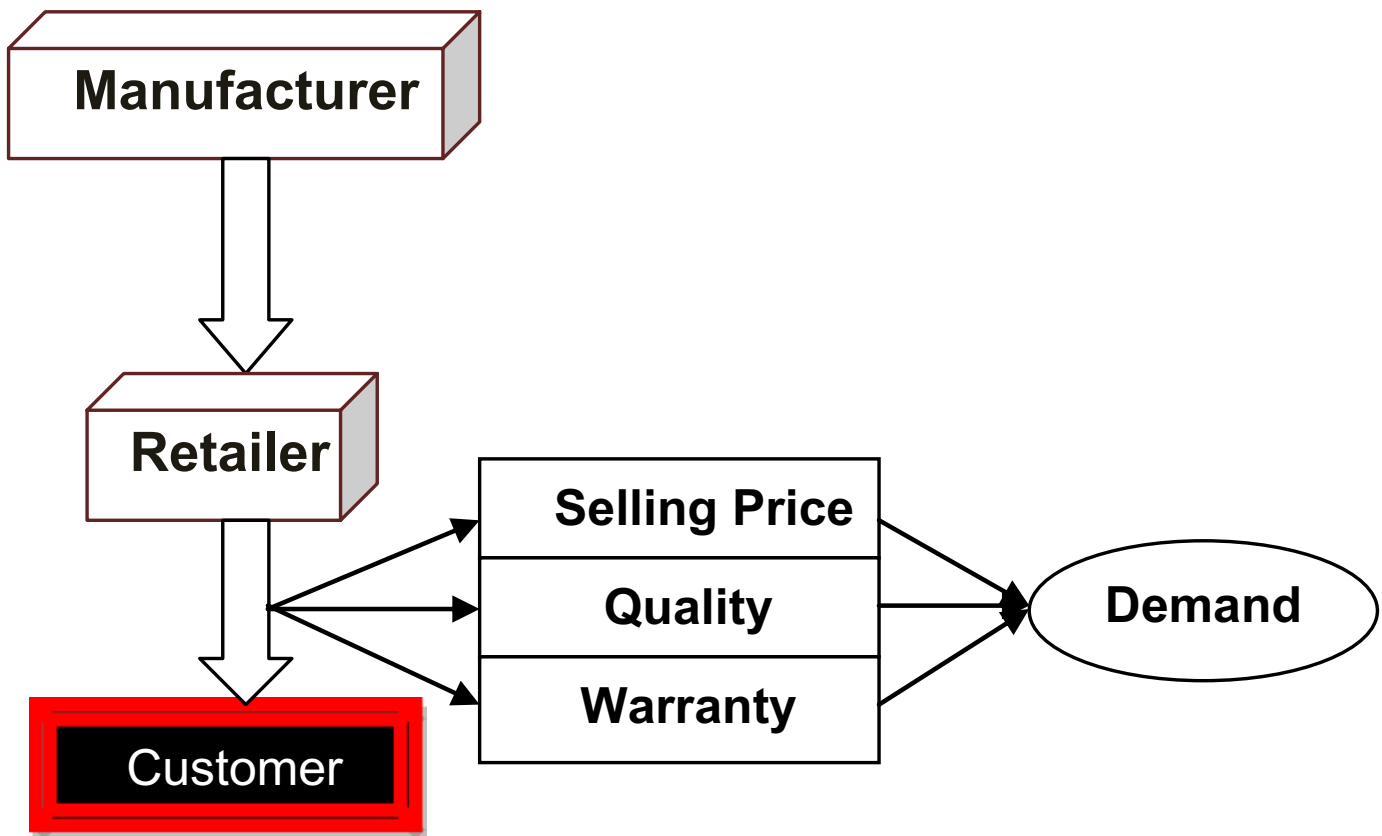 Manufacturer
Retailer
Selling Price
Quality
Warranty
Demand
Customer